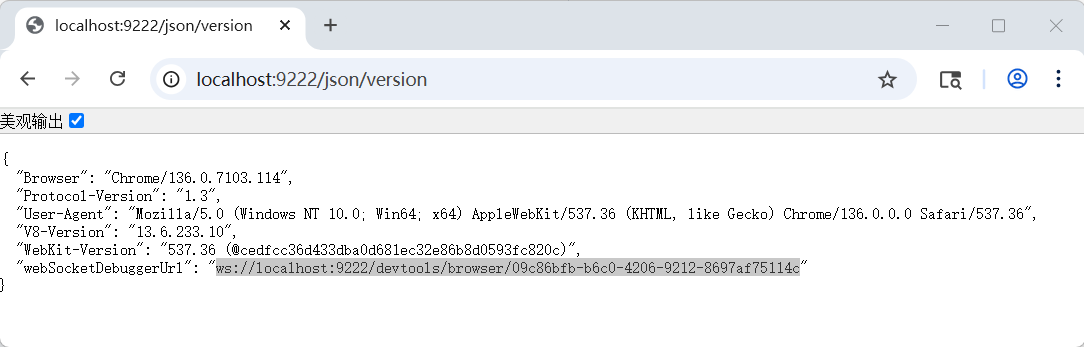 localhost:9222/json/version
localhost:9222/json/version
美观输出
{
"Browser": "Chrome/136.0.7103.114",
"Protocol-Version": "1.3",
"User-Agent": "Mozilla/5.0 (Windows NT 10.0; Win64; x64) AppleWebKit/537.36 (KHTML, like Gecko) Chrome/136.0.0.0 Safari/537.36",
"V8-Version": "13.6.233.10",
"WebKit-Version": "537.36 (@cedfcc36d433dba0d681ec32e86b8d0593fc820c)",
"webSocketDebuggerUrl": "ws://localhost:9222/devtools/browser/09c86bfb-b6c0-4206-9212-8697af75114c"
}